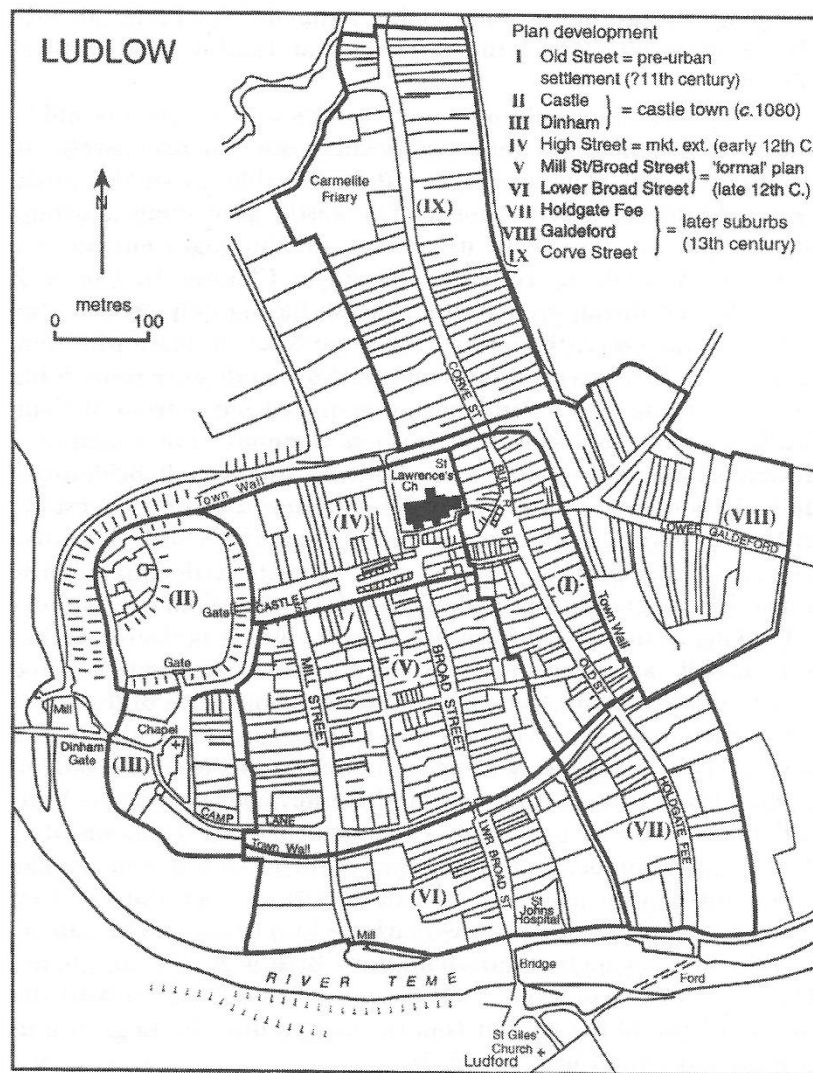 LUDLOW
Plan development
I Old Street = pre-urban
settlement (?11th century)
II Castle
III Dinham
= castle town (c.1080)
IV High Street = mkt. ext. (early 12th C.
V Mill St/Broad Street
VI Lower Broad Street
= 'formal' plan
(late 12th C.)
VII Holdgate Fee
VIII Galdeford
IX Corve Street
= later suburbs
(13th century)
N
metres
0 100
Carmelite
Friary
(IX)
CORVE ST
St
Lawrence's
Ch
BULL
Town Wall
(IV)
(VIII)
LOWER GALDEFORD
(II)
Gate
CASTLE
(I)
Town Wall
Gate
MILL STREET
(V)
BROAD STREET
OLD ST
Mill
Chapel
Dinham
Gate
(III)
CAMP LANE
Town Wall
HOLDGATE FEE
(VII)
LWR BROAD ST
(VI)
St
Johns
Hospital
Mill
Bridge
RIVER TEME
Ford
St Giles'
Church
Ludford